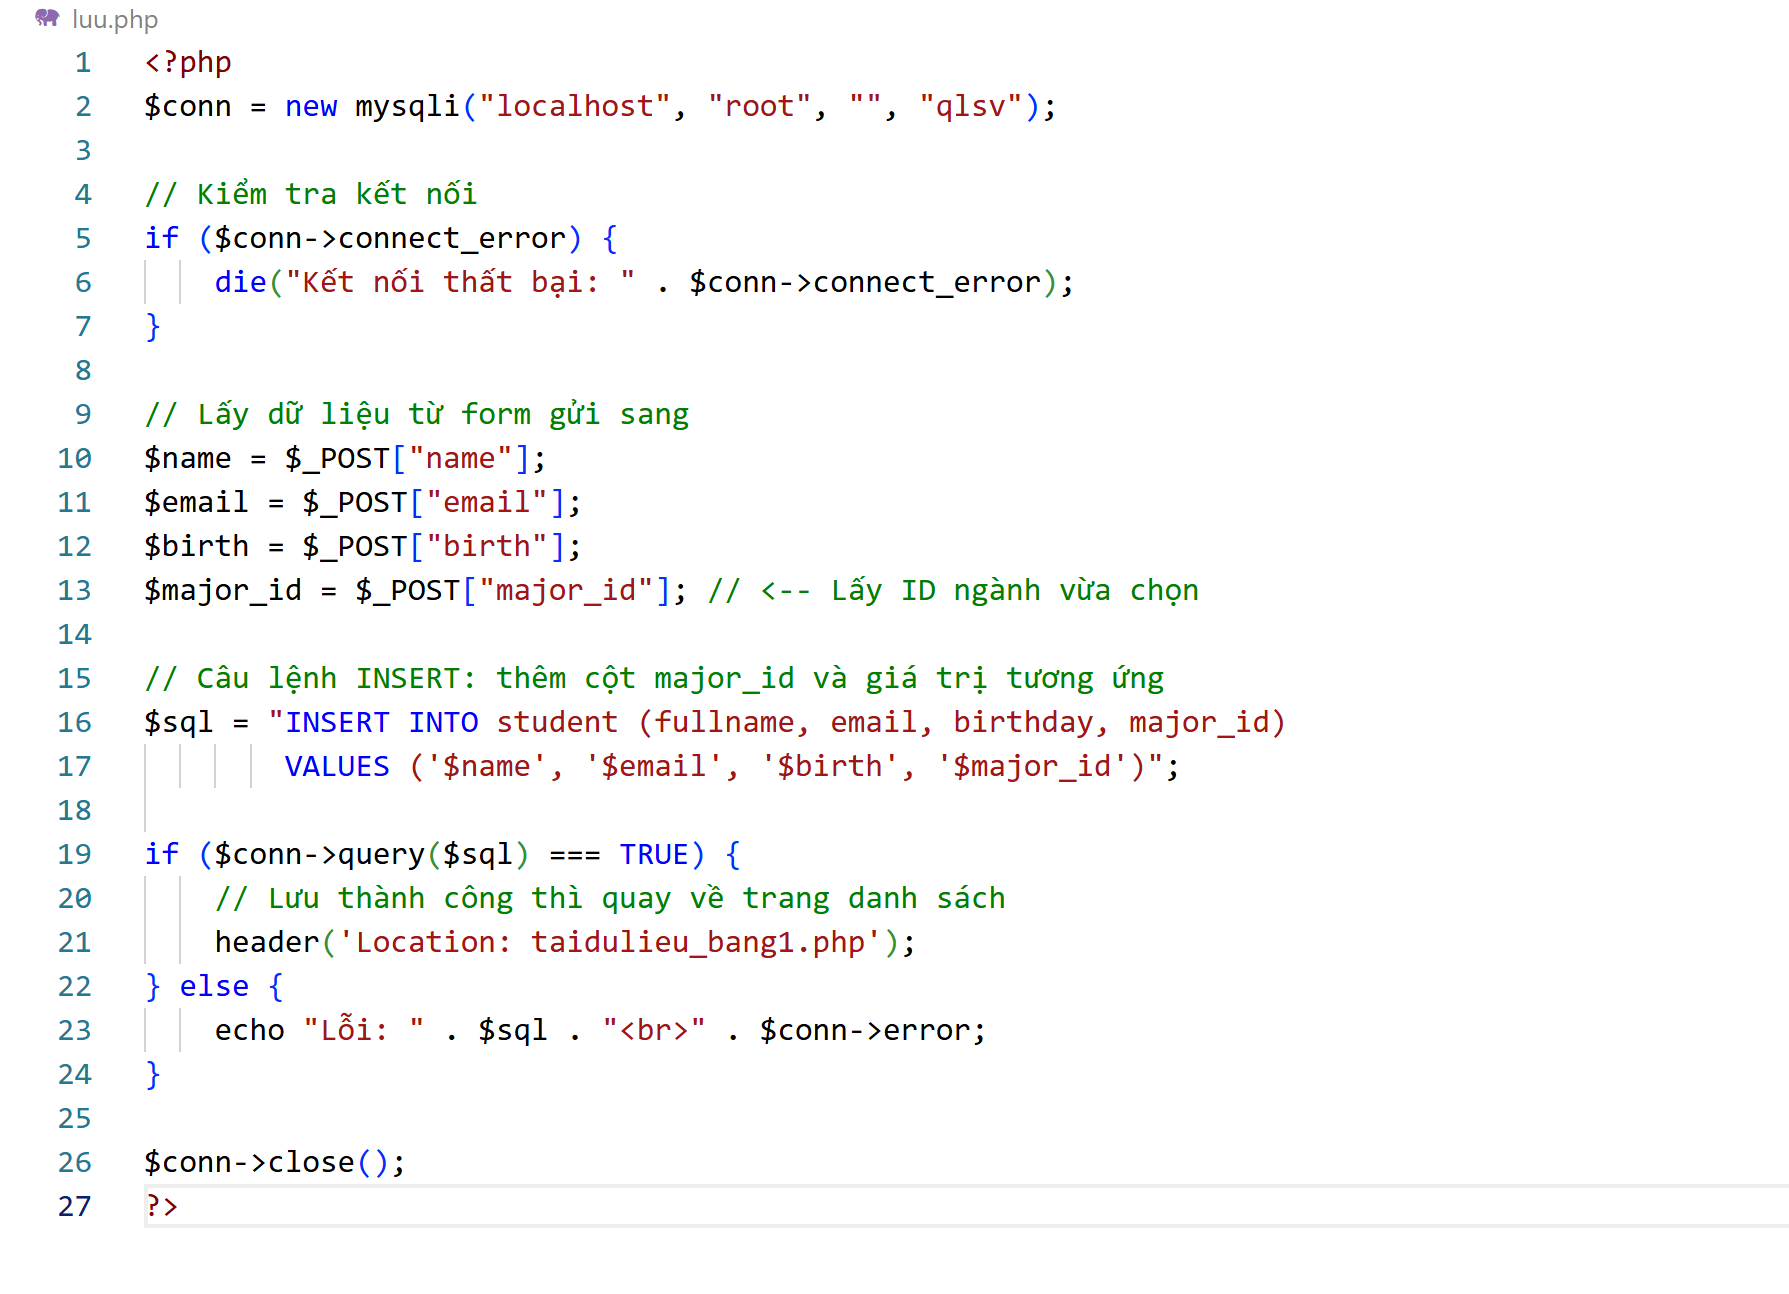 luu.php
1 <?php
2 $conn = new mysqli("localhost", "root", "", "qlsv");
3
4 // Kiểm tra kết nối
5 if ($conn->connect_error) {
6     die("Kết nối thất bại: " . $conn->connect_error);
7 }
8
9 // Lấy dữ liệu từ form gửi sang
10 $name = $_POST["name"];
11 $email = $_POST["email"];
12 $birth = $_POST["birth"];
13 $major_id = $_POST["major_id"]; // <-- Lấy ID ngành vừa chọn
14
15 // Câu lệnh INSERT: thêm cột major_id và giá trị tương ứng
16 $sql = "INSERT INTO student (fullname, email, birthday, major_id)
17         VALUES ('$name', '$email', '$birth', '$major_id')";
18
19 if ($conn->query($sql) === TRUE) {
20     // Lưu thành công thì quay về trang danh sách
21     header('Location: taidulieu_bang1.php');
22 } else {
23     echo "Lỗi: " . $sql . "<br>" . $conn->error;
24 }
25
26 $conn->close();
27 ?>